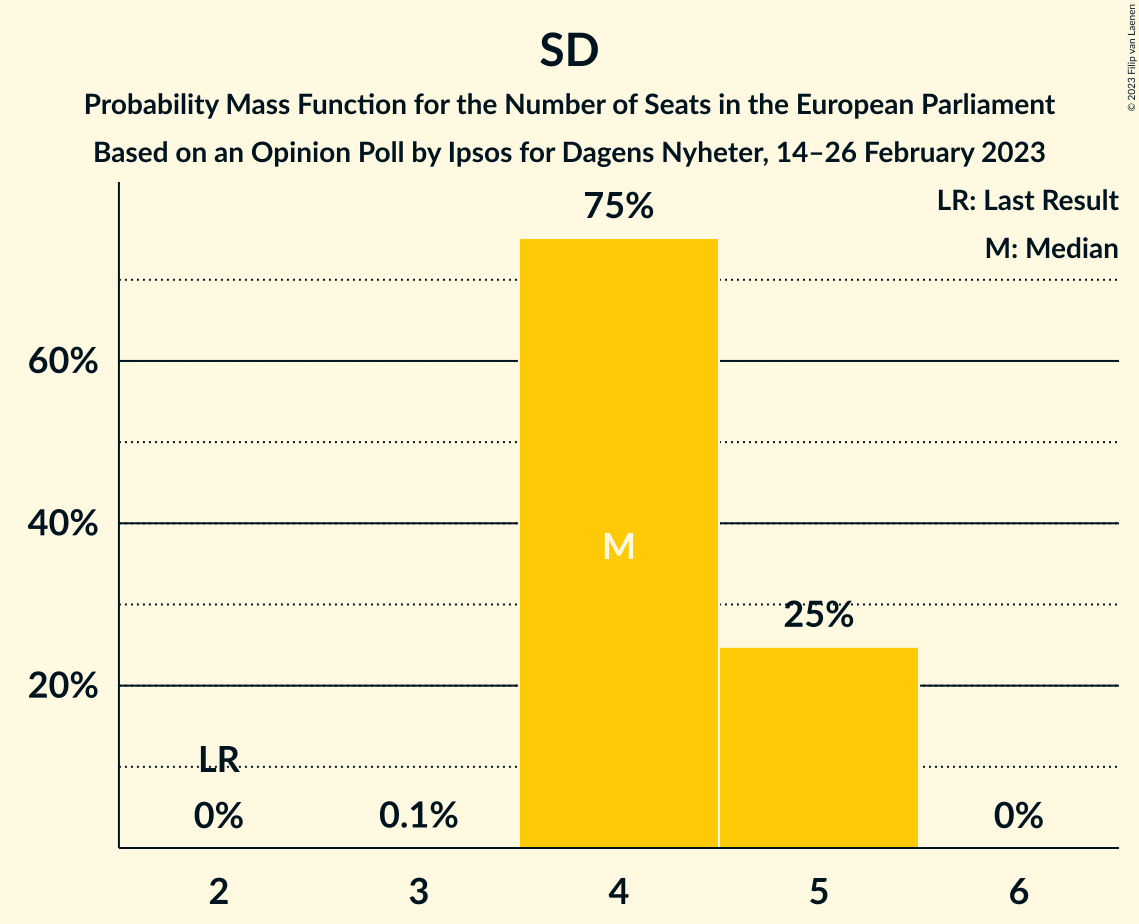 SD
Probability Mass Function for the Number of Seats in the European Parliament
Based on an Opinion Poll by Ipsos for Dagens Nyheter, 14–26 February 2023
© 2023 Filip van Laenen
LR: Last Result
M: Median
75%
60%
40%
20%
M
25%
LR
0%
0.1%
0%
2
3
4
5
6